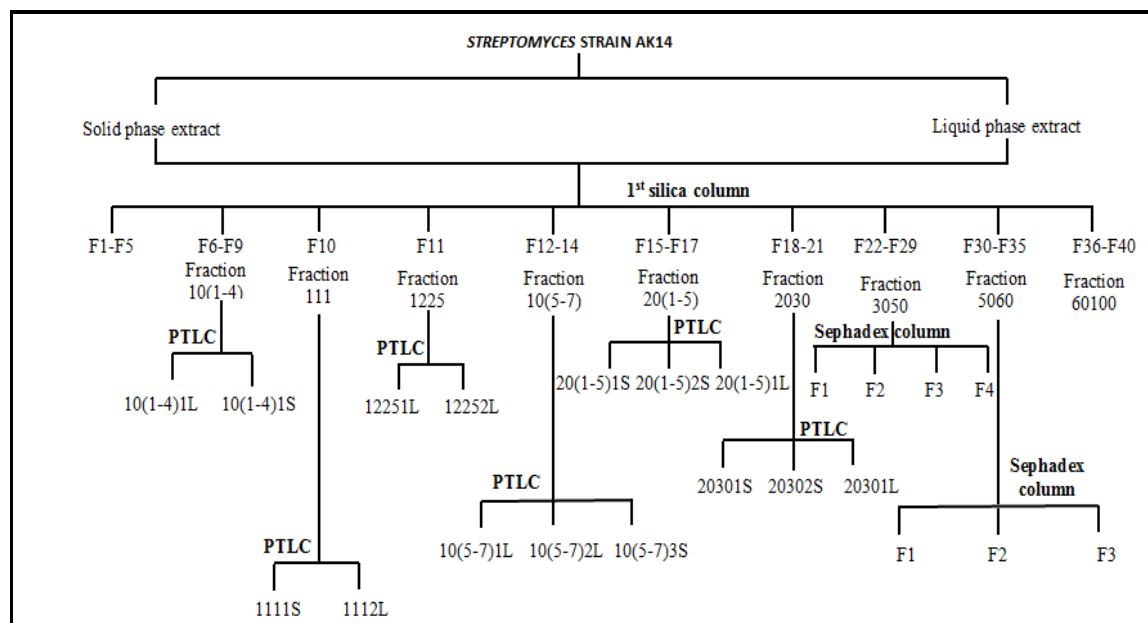 STREPTOMYCES STRAIN AK14
Solid phase extract
Liquid phase extract
1st silica column
F1-F5
F6-F9
Fraction
10(1-4)
F10
Fraction
111
F11
Fraction
1225
F12-14
Fraction
10(5-7)
F15-F17
Fraction
20(1-5)
F18-21
Fraction
2030
F22-F29
Fraction
3050
F30-F35
Fraction
5060
F36-F40
Fraction
60100
PTLC
10(1-4)1L
10(1-4)1S
PTLC
12251L
12252L
PTLC
20(1-5)1S
20(1-5)2S
20(1-5)1L
Sephadex column
F1
F2
F3
F4
PTLC
20301S
20302S
20301L
Sephadex
column
F1
F2
F3
PTLC
10(5-7)1L
10(5-7)2L
10(5-7)3S
PTLC
1111S
1112L